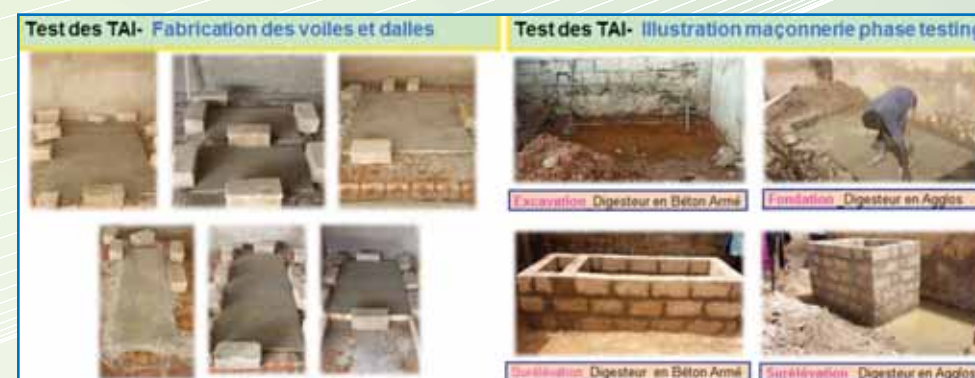 Test des TAI- Fabrication des voiles et dalles
Test des TAI- Illustration maçonnerie phase testing
Excavation Digesteur en Béton Armé
Fondation Digesteur en Agglos
Surélévation Digesteur en Béton Armé
Surélévation Digesteur en Agglos